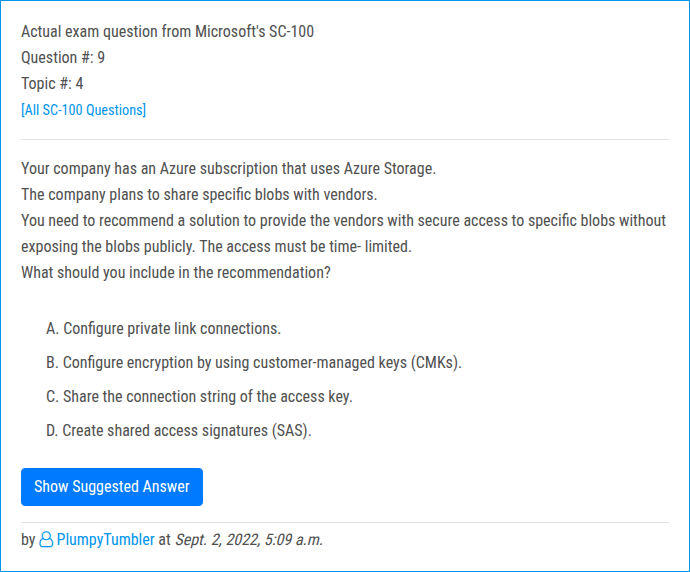 Actual exam question from Microsoft's SC-100
Question #: 9
Topic #: 4
[All SC-100 Questions]
Your company has an Azure subscription that uses Azure Storage.
The company plans to share specific blobs with vendors.
You need to recommend a solution to provide the vendors with secure access to specific blobs without
exposing the blobs publicly. The access must be time- limited.
What should you include in the recommendation?
A. Configure private link connections.
B. Configure encryption by using customer-managed keys (CMKs).
C. Share the connection string of the access key.
D. Create shared access signatures (SAS).
Show Suggested Answer
by PlumpyTumbler at Sept. 2, 2022, 5:09 a.m.